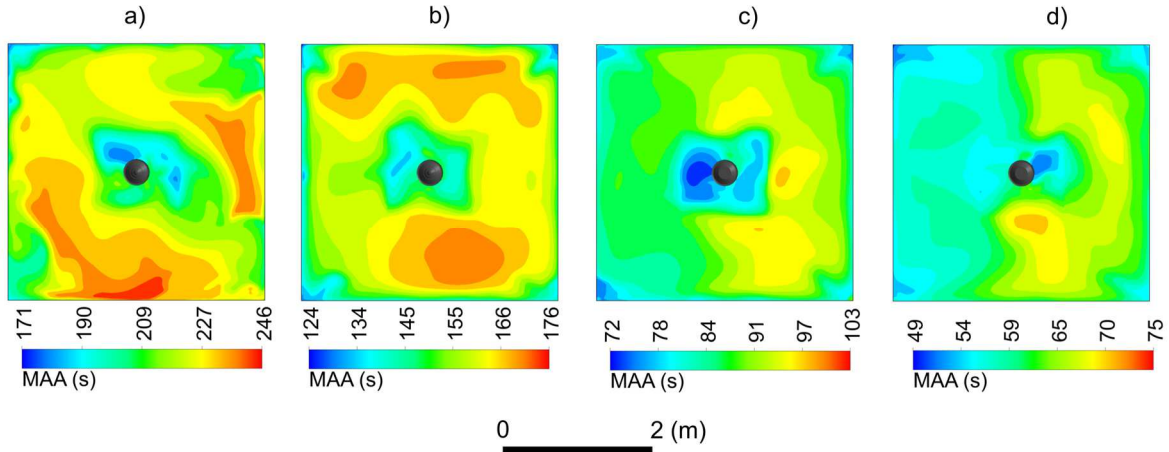 a) b) c) d)
171 190 209 227 246 124 134 145 155 166 176 72 78 84 91 97 103 49 54 59 65 70 75
MAA (s) MAA (s) MAA (s) MAA (s)
0 2 (m)